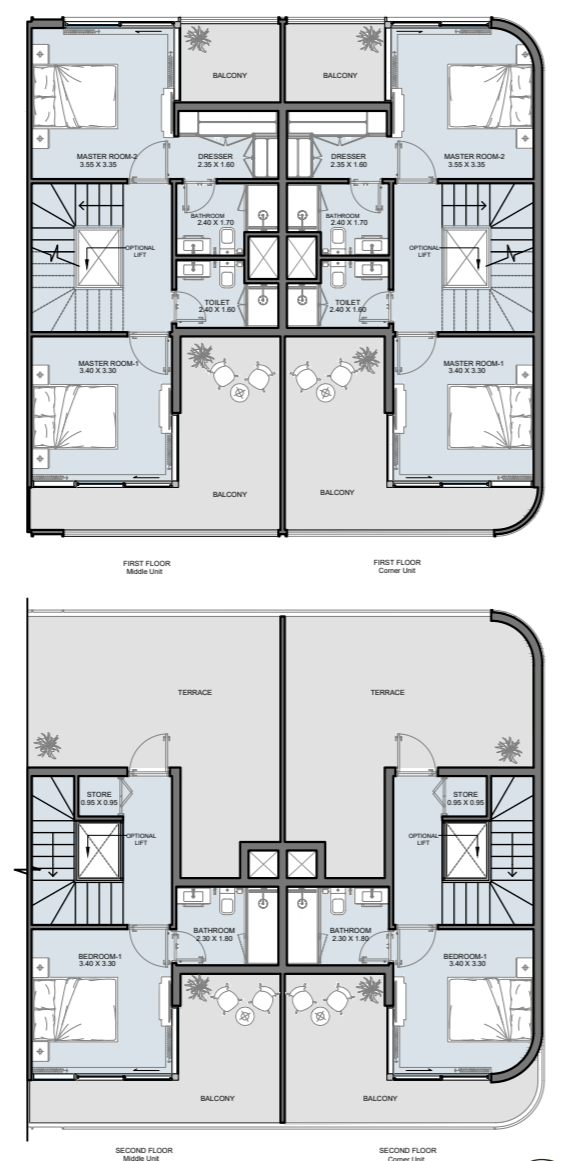 BALCONY
BALCONY
MASTER ROOM-2
3.55 X 3.35
DRESSER
2.35 X 1.60
DRESSER
2.35 X 1.60
MASTER ROOM-2
3.55 X 3.35
BATHROOM
2.40 X 1.70
BATHROOM
2.40 X 1.70
OPTIONAL
LIFT
OPTIONAL
LIFT
TOILET
2.40 X 1.60
TOILET
2.40 X 1.60
MASTER ROOM-1
3.40 X 3.30
MASTER ROOM-1
3.40 X 3.30
BALCONY
BALCONY
FIRST FLOOR
Middle Unit
FIRST FLOOR
Corner Unit
TERRACE
TERRACE
STORE
0.95 X 0.95
STORE
0.95 X 0.95
OPTIONAL
LIFT
OPTIONAL
LIFT
BATHROOM
2.30 X 1.80
BATHROOM
2.30 X 1.80
BEDROOM-1
3.40 X 3.30
BEDROOM-1
3.40 X 3.30
BALCONY
BALCONY
SECOND FLOOR
Middle Unit
SECOND FLOOR
Corner Unit